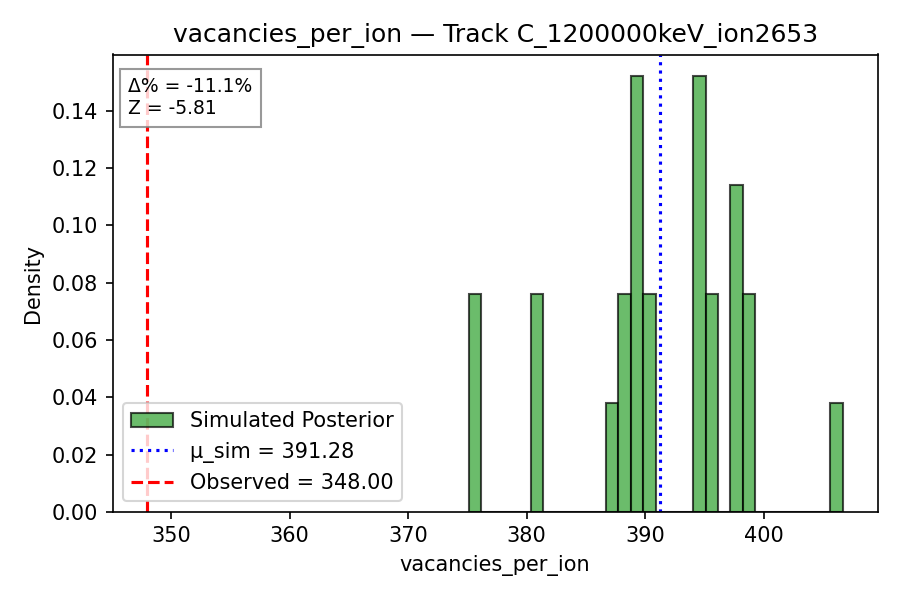 vacancies_per_ion — Track C_1200000keV_ion2653
Δ% = -11.1%
Z = -5.81
Density
0.14
0.12
0.10
0.08
0.06
0.04
0.02
0.00
Simulated Posterior
μ_sim = 391.28
Observed = 348.00
350 360 370 380 390 400
vacancies_per_ion